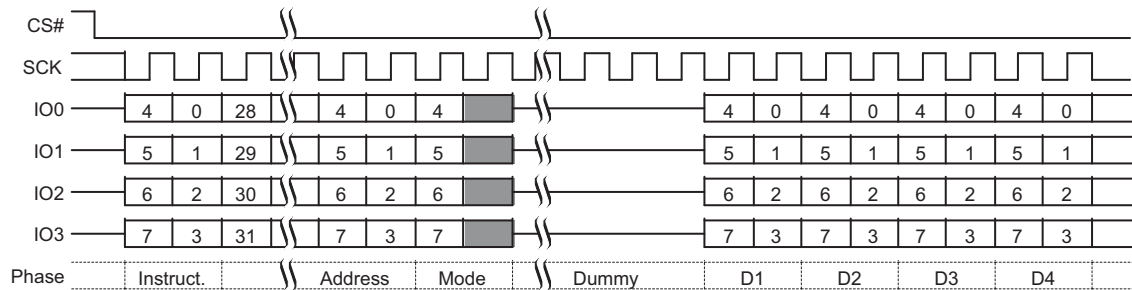 CS#
SCK
IO0 4 0 28 4 0 4 4 0 4 0 4 0 4 0
IO1 5 1 29 5 1 5 5 1 5 1 5 1 5 1
IO2 6 2 30 6 2 6 6 2 6 2 6 2 6 2
IO3 7 3 31 7 3 7 7 3 7 3 7 3 7 3
Phase Instruct. Address Mode Dummy D1 D2 D3 D4